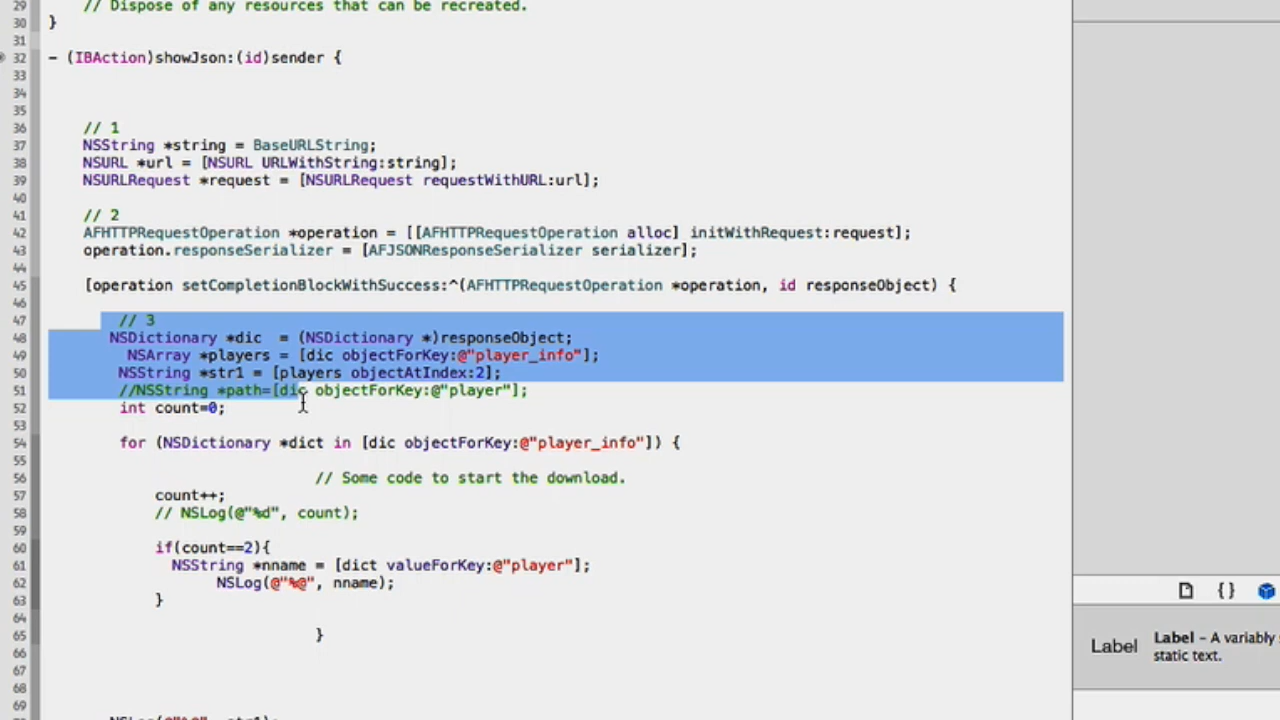 29 // Dispose of any resources that can be recreated.
30 }
31
32 - (IBAction)showJson:(id)sender {
33
34
35
36 // 1
37 NSString *string = BaseURLString;
38 NSURL *url = [NSURL URLWithString:string];
39 NSURLRequest *request = [NSURLRequest requestWithURL:url];
40
41 // 2
42 AFHTTPRequestOperation *operation = [[AFHTTPRequestOperation alloc] initWithRequest:request];
43 operation.responseSerializer = [AFJSONResponseSerializer serializer];
44
45 [operation setCompletionBlockWithSuccess:^(AFHTTPRequestOperation *operation, id responseObject) {
46
47 // 3
48 NSDictionary *dic  = (NSDictionary *)responseObject;
49 NSArray *players = [dic objectForKey:@"player_info"];
50 NSString *str1 = [players objectAtIndex:2];
51 //NSString *path=[dic objectForKey:@"player"];
52 int count=0;
53
54 for (NSDictionary *dict in [dic objectForKey:@"player_info"]) {
55
56 // Some code to start the download.
57 count++;
58 // NSLog(@"%d", count);
59
60 if(count==2){
61 NSString *nname = [dict valueForKey:@"player"];
62 NSLog(@"%@", nname);
63 }
64
65 }
66
67
68
69
NSLog(@"%@", str1);
Label
Label - A variably
static text.